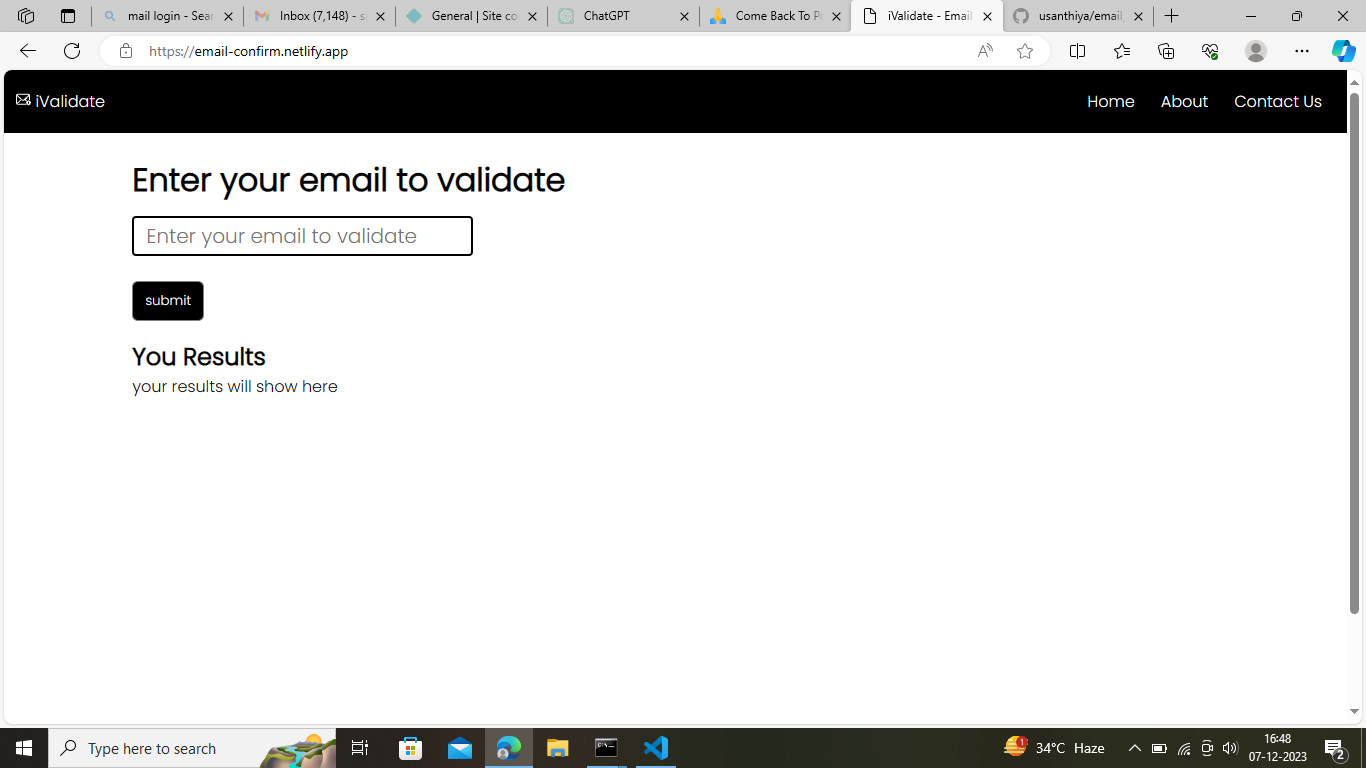 mail login - Sear
Inbox (7,148) - s
General | Site co
ChatGPT
Come Back To P
iValidate - Email
usanthiya/email_
https://email-confirm.netlify.app
iValidate
Home
About
Contact Us
Enter your email to validate
Enter your email to validate
submit
You Results
your results will show here
Type here to search
1
34°C Haze
16:48
07-12-2023
2